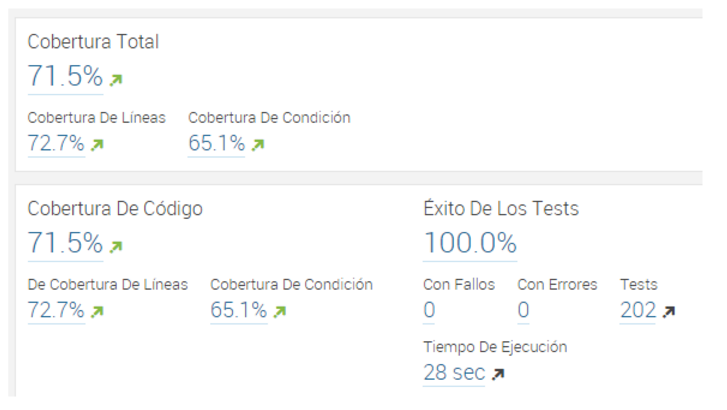 Cobertura Total
71.5%
Cobertura De Líneas Cobertura De Condición
72.7% 65.1%
Cobertura De Código
71.5%
De Cobertura De Líneas Cobertura De Condición
72.7% 65.1%
Éxito De Los Tests
100.0%
Con Fallos Con Errores Tests
0 0 202
Tiempo De Ejecución
28 sec